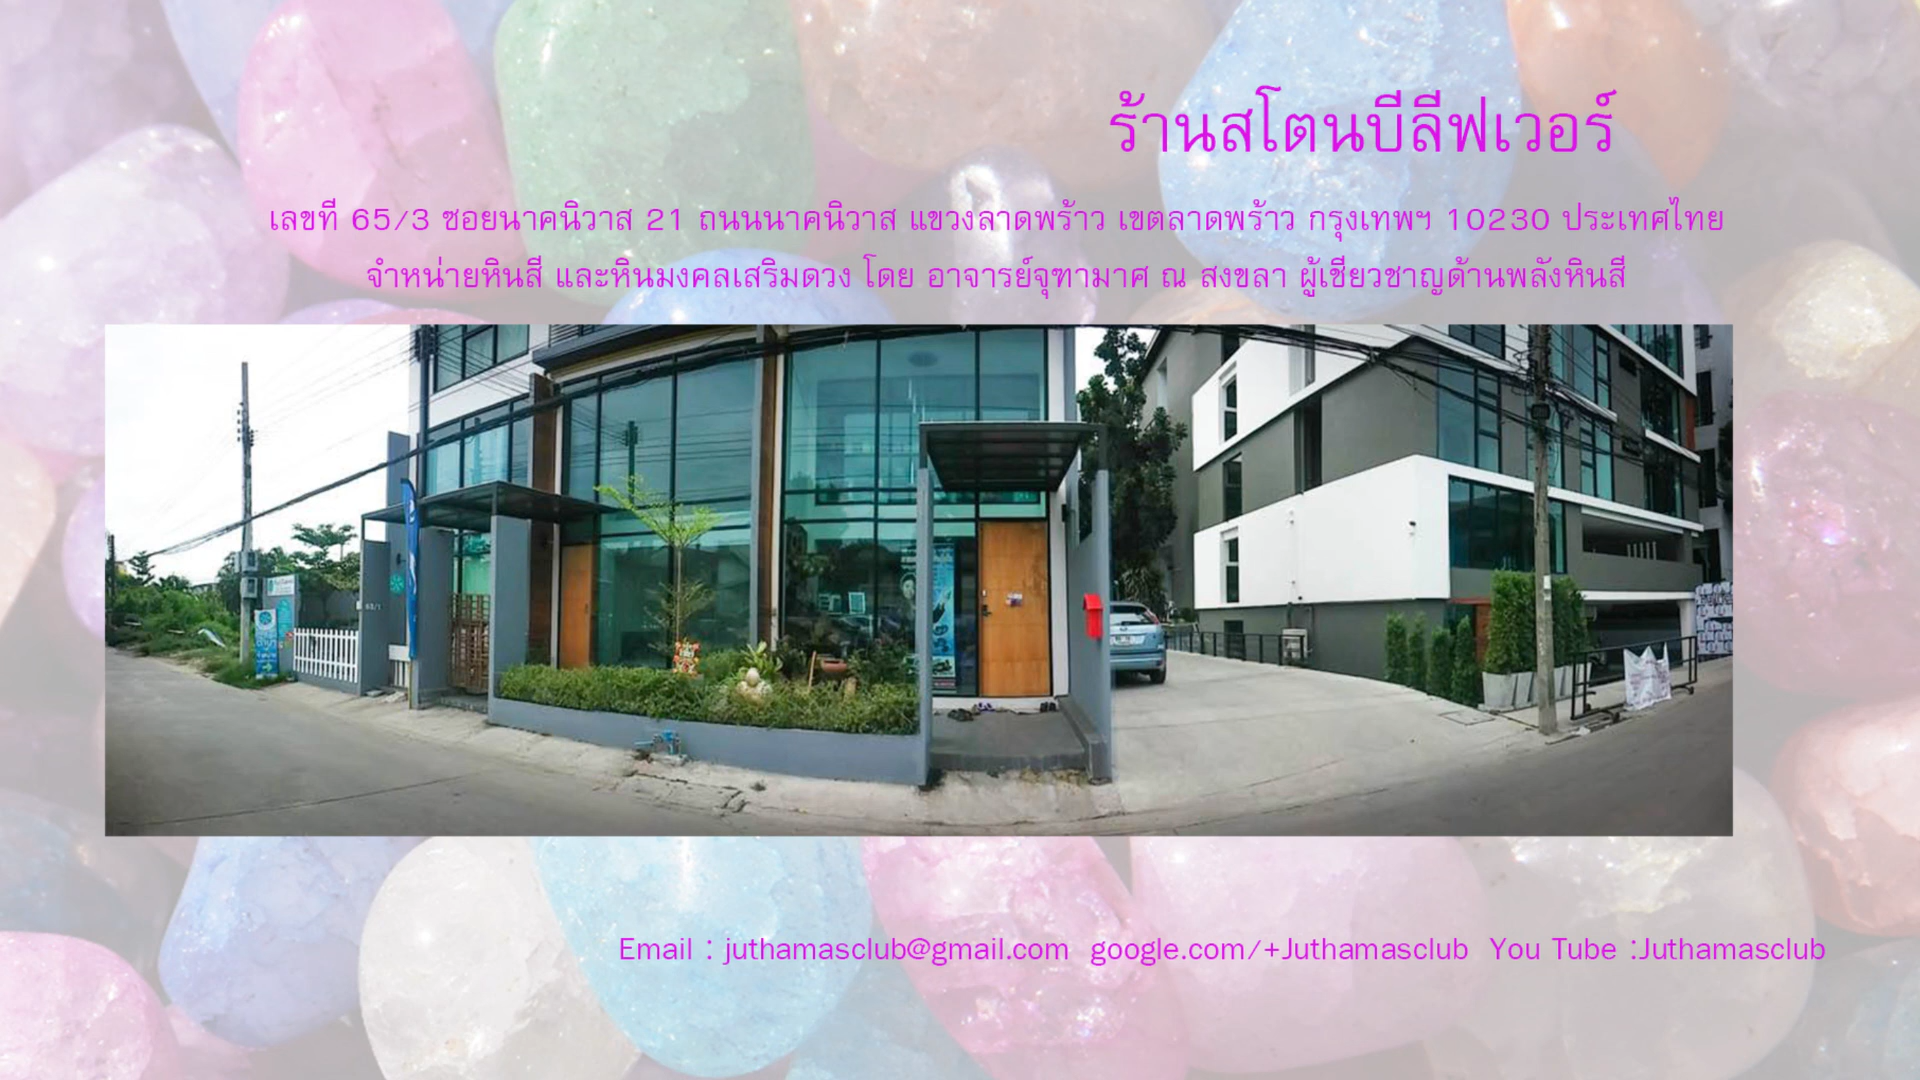 ร้านสโตนบีลีฟเวอร์
เลขที่ 65/3 ซอยนาคนิวาส 21 ถนนนาคนิวาส แขวงลาดพร้าว เขตลาดพร้าว กรุงเทพฯ 10230 ประเทศไทย
จำหน่ายหินสี และหินมงคลเสริมดวง โดย อาจารย์จุฑามาศ ณ สงขลา ผู้เชียวชาญด้านพลังหินสี
Email : juthamasclub@gmail.com google.com/+Juthamasclub You Tube :Juthamasclub